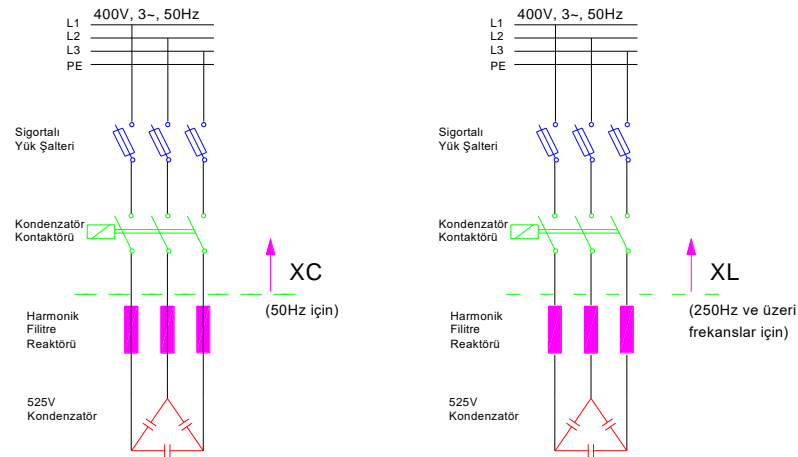 400V, 3~, 50Hz
L1
L2
L3
PE
Sigortalı
Yük Şalteri
Kondenzatör
Kontaktörü
XC
(50Hz için)
Harmonik
Filitre
Reaktörü
525V
Kondenzatör
400V, 3~, 50Hz
L1
L2
L3
PE
Sigortalı
Yük Şalteri
Kondenzatör
Kontaktörü
XL
(250Hz ve üzeri
frekanslar için)
Harmonik
Filitre
Reaktörü
525V
Kondenzatör